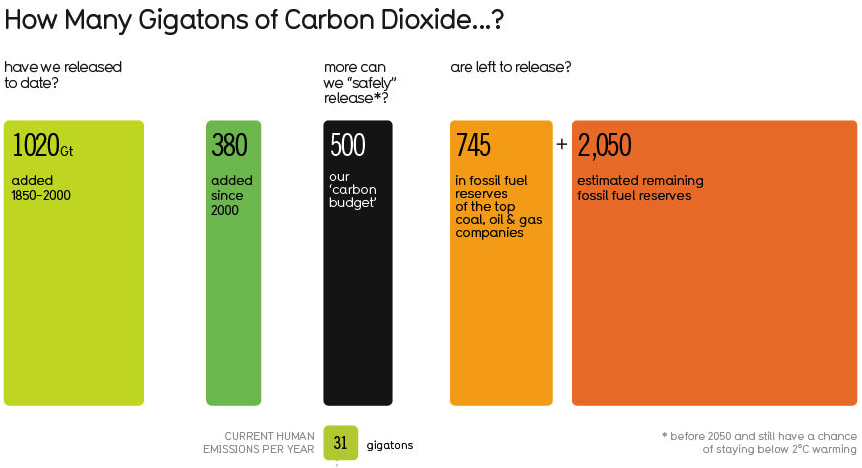 How Many Gigatons of Carbon Dioxide...?
have we released
to date?
more can
we "safely"
release*?
are left to release?
1020Gt
added
1850-2000
380
added
since
2000
500
our
'carbon
budget'
745
in fossil fuel
reserves
of the top
coal, oil & gas
companies
+
2,050
estimated remaining
fossil fuel reserves
CURRENT HUMAN
EMISSIONS PER YEAR
31
gigatons
* before 2050 and still have a chance
of staying below 2°C warming